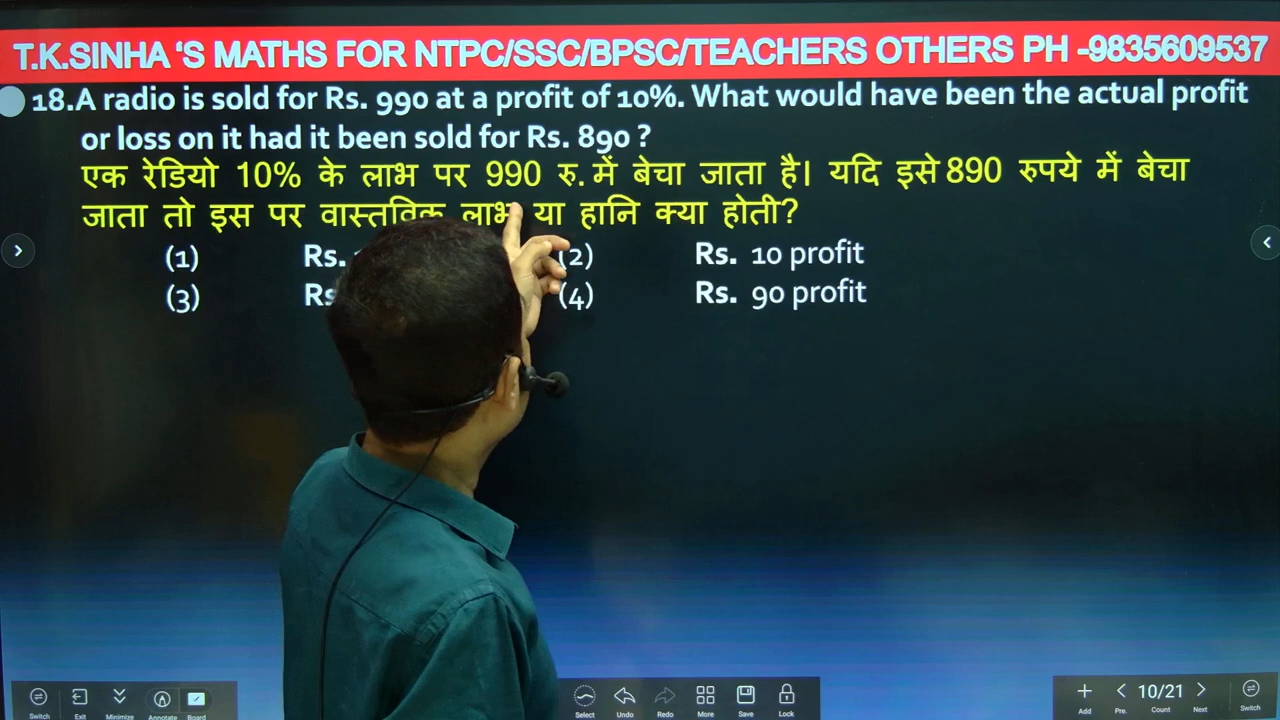 T.K.SINHA 'S MATHS FOR NTPC/SSC/BPSC/TEACHERS OTHERS PH -9835609537
18.A radio is sold for Rs. 990 at a profit of 10%. What would have been the actual profit
or loss on it had it been sold for Rs. 890 ?
एक रेडियो 10% के लाभ पर 990 रु. में बेचा जाता है। यदि इसे 890 रुपये में बेचा
जाता तो इस पर वास्तविक लाभ या हानि क्या होती?
(1) Rs. (2) Rs. 10 profit
(3) Rs (4) Rs. 90 profit
Switch Exit Minimize Annotate Board Select Undo Redo More Save Lock Add Pre. 10/21 Count Next Switch